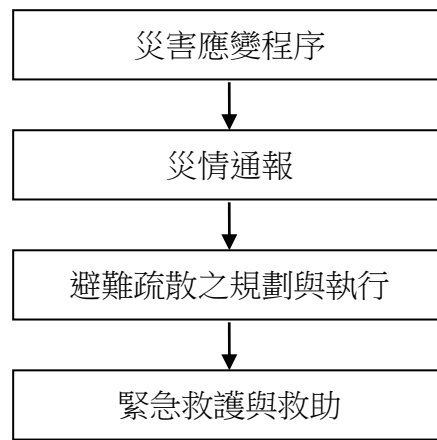 災害應變程序
災情通報
避難疏散之規劃與執行
緊急救護與救助